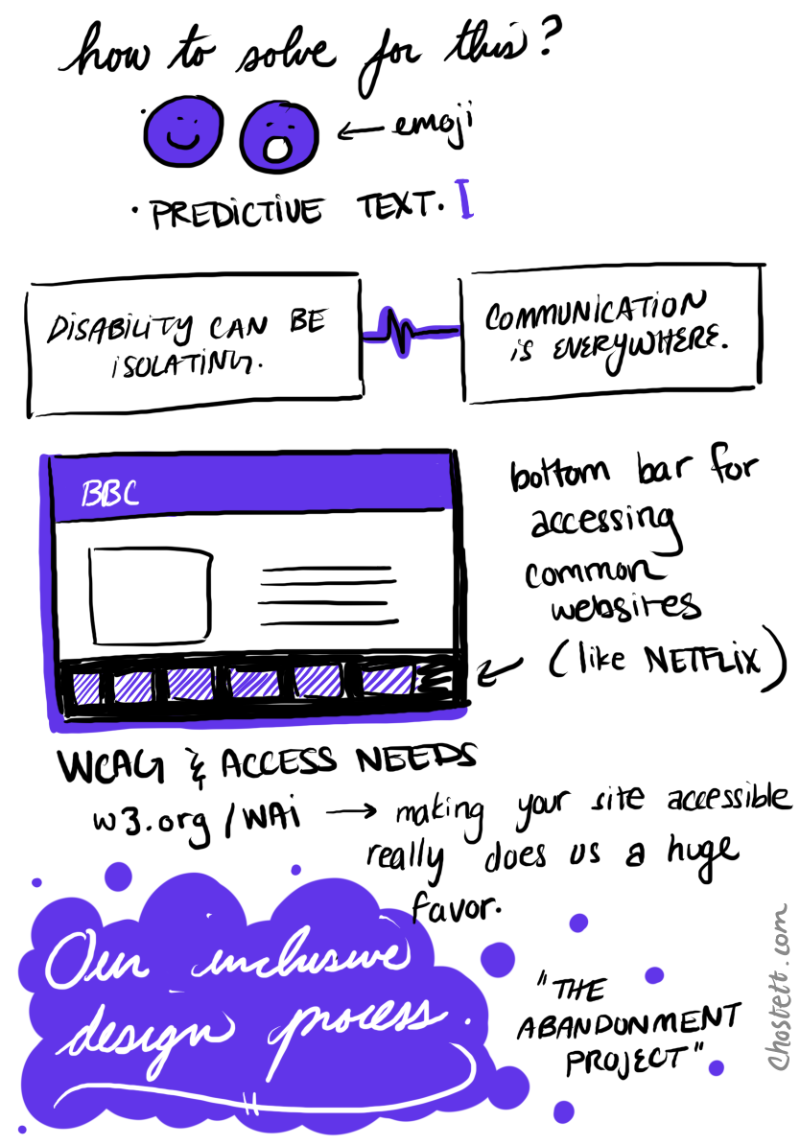 how to solve for this?
← emoji
· PREDICTIVE TEXT.
DISABILITY CAN BE
ISOLATING.
COMMUNICATION
IS EVERYWHERE.
BBC
bottom bar for
accessing
common
websites
(like NETFLIX)
WCAG & ACCESS NEEDS
w3.org/WAi → making your site accessible
really does us a huge
favor.
Our inclusive
design process.
"THE
ABANDONMENT
PROJECT"
chostett.com